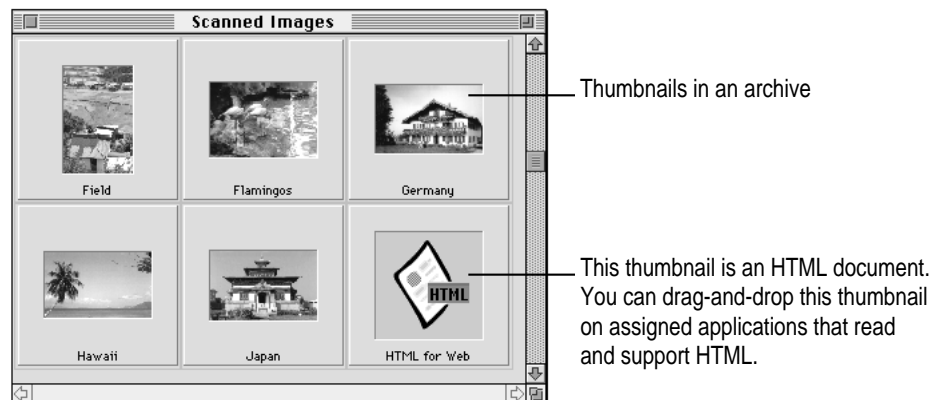 Scanned Images
Thumbnails in an archive
Field
Flamingos
Germany
This thumbnail is an HTML document.
You can drag-and-drop this thumbnail
on assigned applications that read
and support HTML.
HTML
Hawaii
Japan
HTML for Web